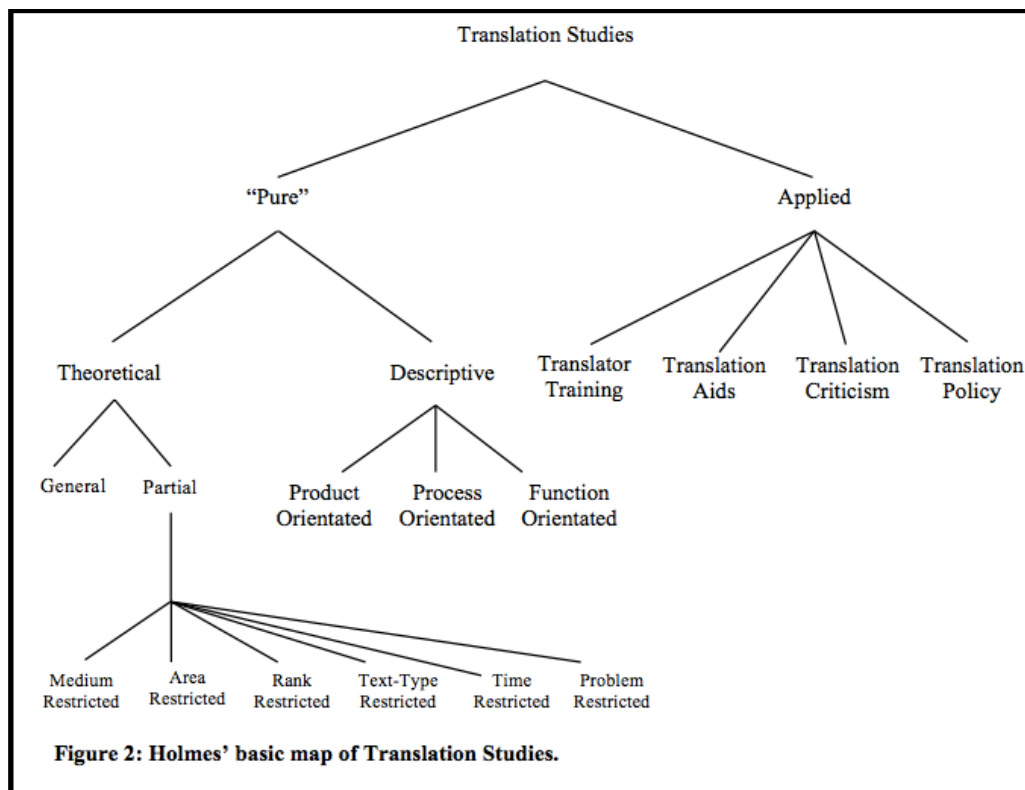 Translation Studies
“Pure”
Applied
Theoretical
Descriptive
Translator
Training
Translation
Aids
Translation
Criticism
Translation
Policy
General
Partial
Product
Orientated
Process
Orientated
Function
Orientated
Medium
Restricted
Area
Restricted
Rank
Restricted
Text-Type
Restricted
Time
Restricted
Problem
Restricted
Figure 2: Holmes’ basic map of Translation Studies.